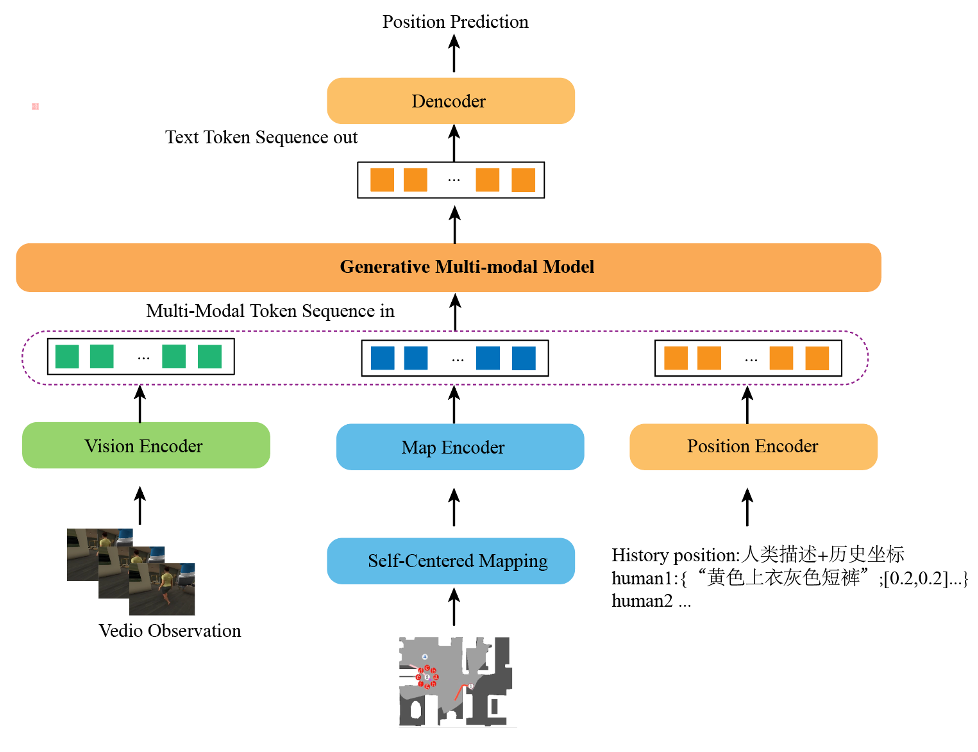 Position Prediction
Dencoder
Text Token Sequence out
...
Generative Multi-modal Model
Multi-Modal Token Sequence in
... ... ...
Vision Encoder Map Encoder Position Encoder
Self-Centered Mapping
History position:人类描述+历史坐标
human1:{“黄色上衣灰色短裤”;[0.2,0.2]...}
human2 ...
Vedio Observation